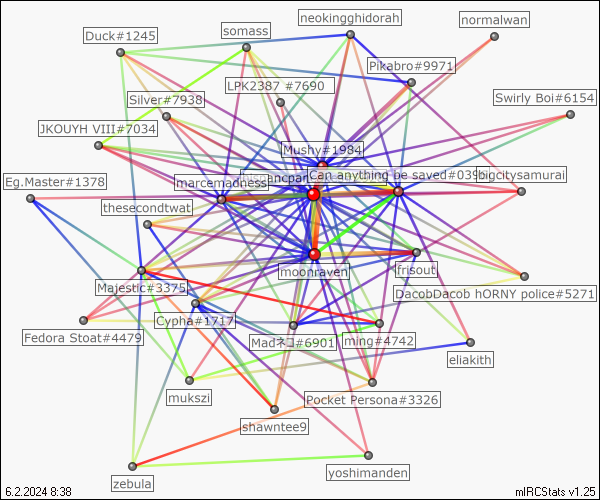 neokingghidorah
normalwan
somass
Duck#1245
Pikabro#9971
LPK2387 #7690
Swirly Boi#6154
Silver#7938
JKOUYH VIII#7034
Mushy#1984
Can anything be saved#039
bigcitysamurai
marcemadness
Eg.Master#1378
thesecondtwat
moonraven
frisout
Majestic#3375
DacobDacob hORNY police#5271
Cypha#1717
Fedora Stoat#4479
Madネコ#6901
ming#4742
eliakith
mukszi
Pocket Persona#3326
shawntee9
yoshimanden
zebula
6.2.2024 8:38
mIRCStats v1.25